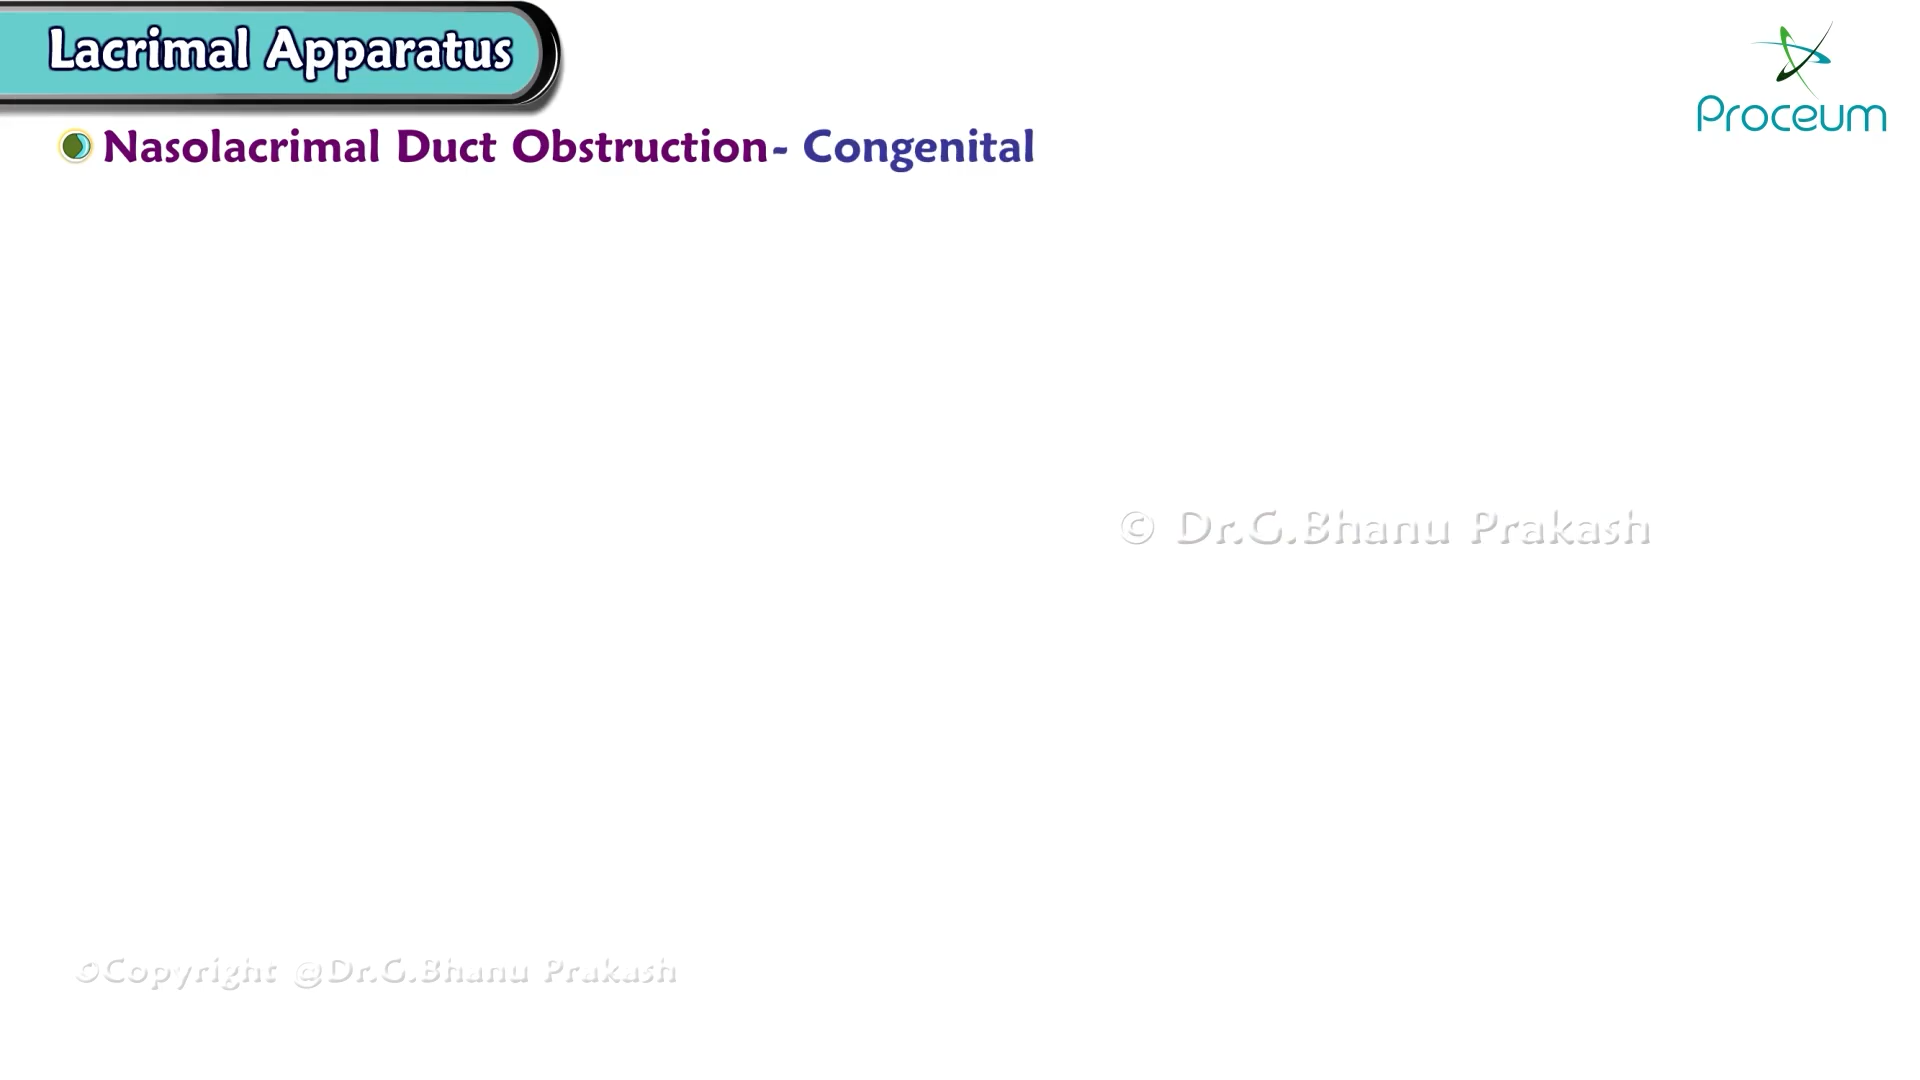 Lacrimal Apparatus
Proceum
Nasolacrimal Duct Obstruction- Congenital
© Dr.G.Bhanu Prakash
©Copyright @Dr.G.Bhanu Prakash